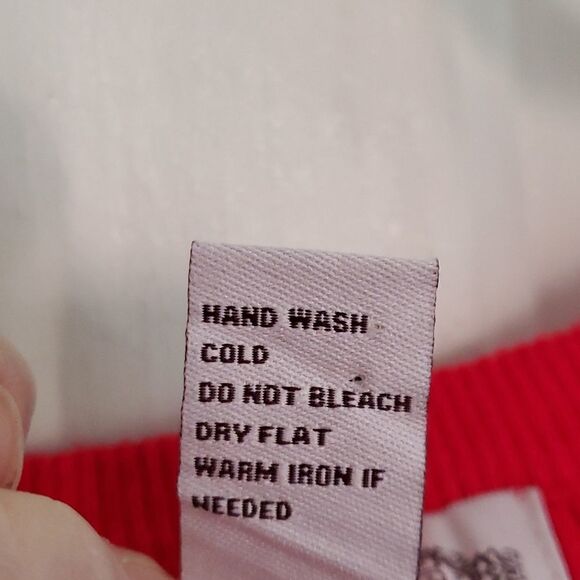 HAND WASH
COLD
DO NOT BLEACH
DRY FLAT
WARM IRON IF
NEEDED